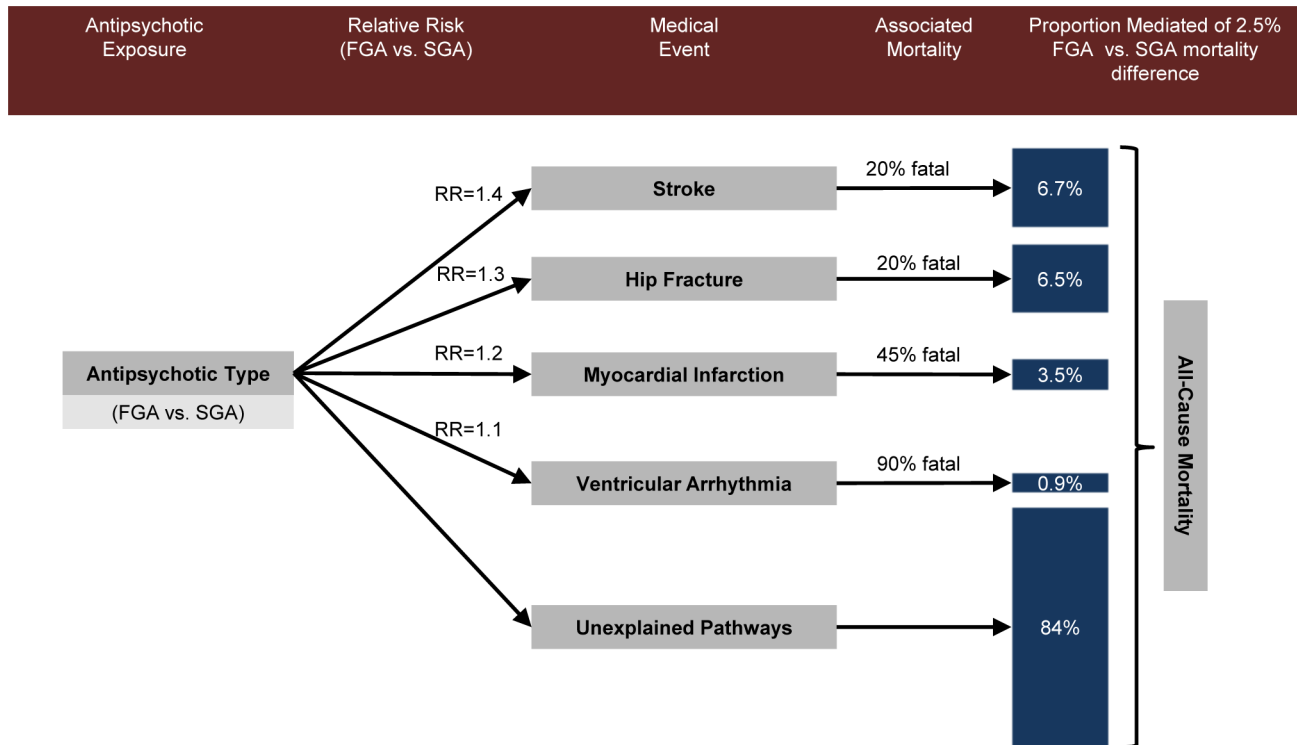 Antipsychotic
Exposure
Relative Risk
(FGA vs. SGA)
Medical
Event
Associated
Mortality
Proportion Mediated of 2.5%
FGA vs. SGA mortality
difference
RR=1.4
Stroke
20% fatal
6.7%
RR=1.3
Hip Fracture
20% fatal
6.5%
Antipsychotic Type
(FGA vs. SGA)
RR=1.2
Myocardial Infarction
45% fatal
3.5%
RR=1.1
Ventricular Arrhythmia
90% fatal
0.9%
Unexplained Pathways
84%
All-Cause Mortality